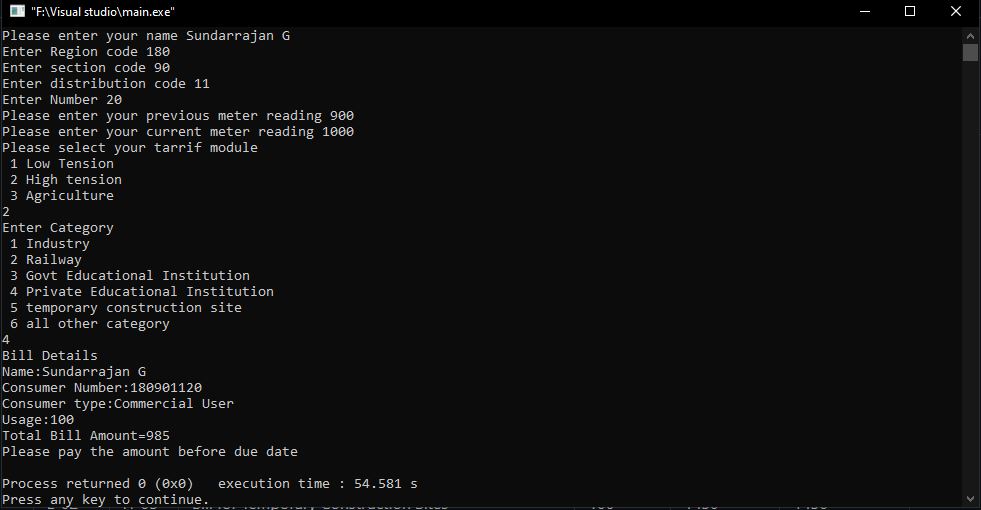 "F:\Visual studio\main.exe"
Please enter your name Sundarrajan G
Enter Region code 180
Enter section code 90
Enter distribution code 11
Enter Number 20
Please enter your previous meter reading 900
Please enter your current meter reading 1000
Please select your tarrif module
 1 Low Tension
 2 High tension
 3 Agriculture
2
Enter Category
 1 Industry
 2 Railway
 3 Govt Educational Institution
 4 Private Educational Institution
 5 temporary construction site
 6 all other category
4
Bill Details
Name:Sundarrajan G
Consumer Number:180901120
Consumer type:Commercial User
Usage:100
Total Bill Amount=985
Please pay the amount before due date
Process returned 0 (0x0)   execution time : 54.581 s
Press any key to continue.